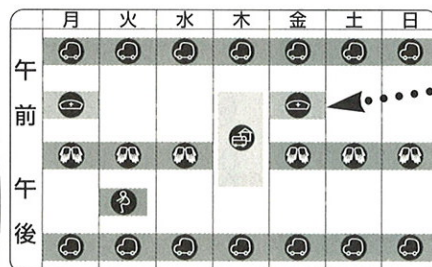 月 火 水 木 金 土 日
午前
午後